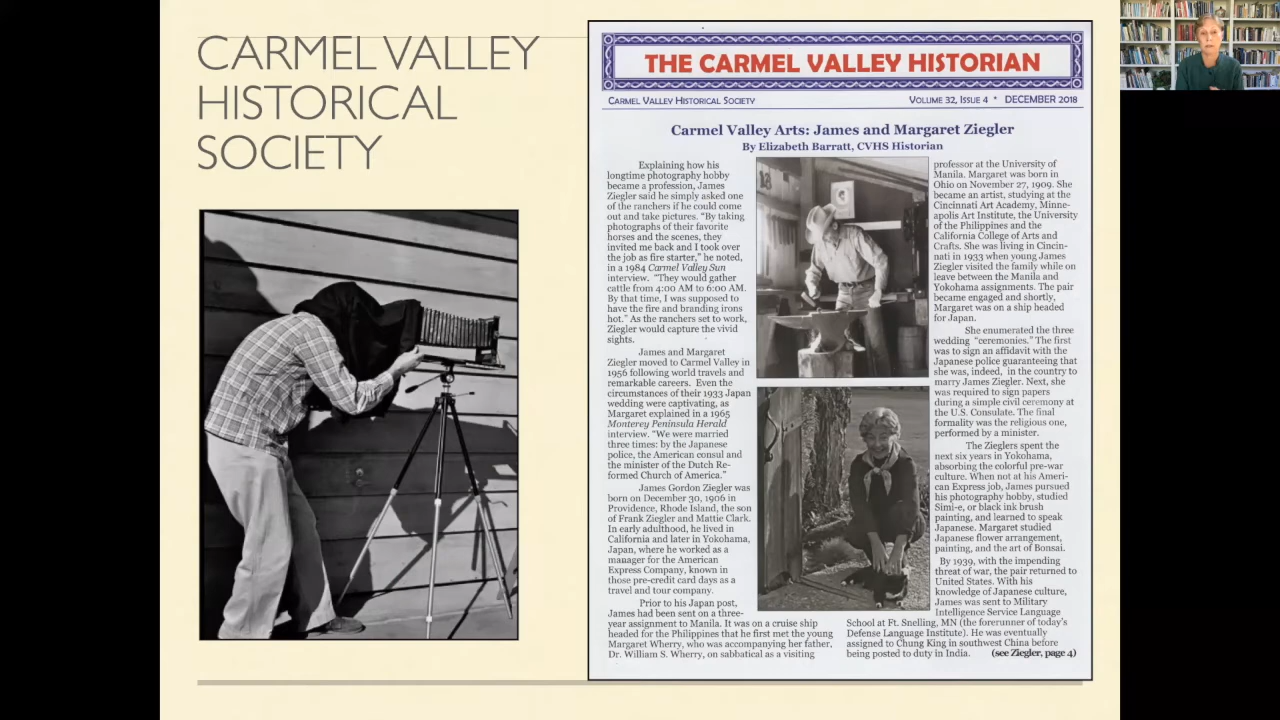 CARMEL VALLEY
HISTORICAL
SOCIETY
THE CARMEL VALLEY HISTORIAN
CARMEL VALLEY HISTORICAL SOCIETY
VOLUME 32, ISSUE 4 * DECEMBER 2018
Carmel Valley Arts: James and Margaret Ziegler
By Elizabeth Barratt, CVHS Historian
Explaining how his
longtime photography hobby
became a profession, James
Ziegler said he simply asked one
of the ranchers if he could come
out and take pictures. “By taking
photographs of their favorite
horses and the scenes, they
invited me back and I took over
the job as fire starter,” he noted,
in a 1984 Carmel Valley Sun
interview. “They would gather
cattle from 4:00 AM to 6:00 AM.
By that time, I was supposed to
have the fire and branding irons
hot.” As the ranchers set to work,
Ziegler would capture the vivid
sights.
James and Margaret
Ziegler moved to Carmel Valley in
1956 following world travels and
remarkable careers. Even the
circumstances of their 1933 Japan
wedding were captivating, as
Margaret explained in a 1965
Monterey Peninsula Herald
interview. “We were married
three times: by the Japanese
police, the American consul and
the minister of the Dutch Re-
formed Church of America.”
James Gordon Ziegler was
born on December 30, 1906 in
Providence, Rhode Island, the son
of Frank Ziegler and Mattie Clark.
In early adulthood, he lived in
California and later in Yokohama,
Japan, where he worked as a
manager for the American
Express Company, known in
those pre-credit card days as a
travel and tour company.
Prior to his Japan post,
James had been sent on a three-
year assignment to Manila. It was on a cruise ship
headed for the Philippines that he first met the young
Margaret Wherry, who was accompanying her father,
Dr. William S. Wherry, on sabbatical as a visiting
professor at the University of
Manila. Margaret was born in
Ohio on November 27, 1909. She
became an artist, studying at the
Cincinnati Art Academy, Minne-
apolis Art Institute, the University
of the Philippines and the
California College of Arts and
Crafts. She was living in Cincin-
nati in 1933 when young James
Ziegler visited the family while on
leave between the Manila and
Yokohama assignments. The pair
became engaged and shortly,
Margaret was on a ship headed
for Japan.
She enumerated the three
wedding “ceremonies.” The first
was to sign an affidavit with the
Japanese police guaranteeing that
she was, indeed, in the country to
marry James Ziegler. Next, she
was required to sign papers
during a simple civil ceremony at
the U.S. Consulate. The final
formality was the religious one,
performed by a minister.
The Zieglers spent the
next six years in Yokohama,
absorbing the colorful pre-war
culture. When not at his Ameri-
can Express job, James pursued
his photography hobby, studied
Simi-e, or black ink brush
painting, and learned to speak
Japanese. Margaret studied
Japanese flower arrangement,
painting, and the art of Bonsai.
By 1939, with the impending
threat of war, the pair returned to
United States. With his
knowledge of Japanese culture,
James was sent to Military
Intelligence Service Language
School at Ft. Snelling, MN (the forerunner of today’s
Defense Language Institute). He was eventually
assigned to Chung King in southwest China before
being posted to duty in India. (see Ziegler, page 4)